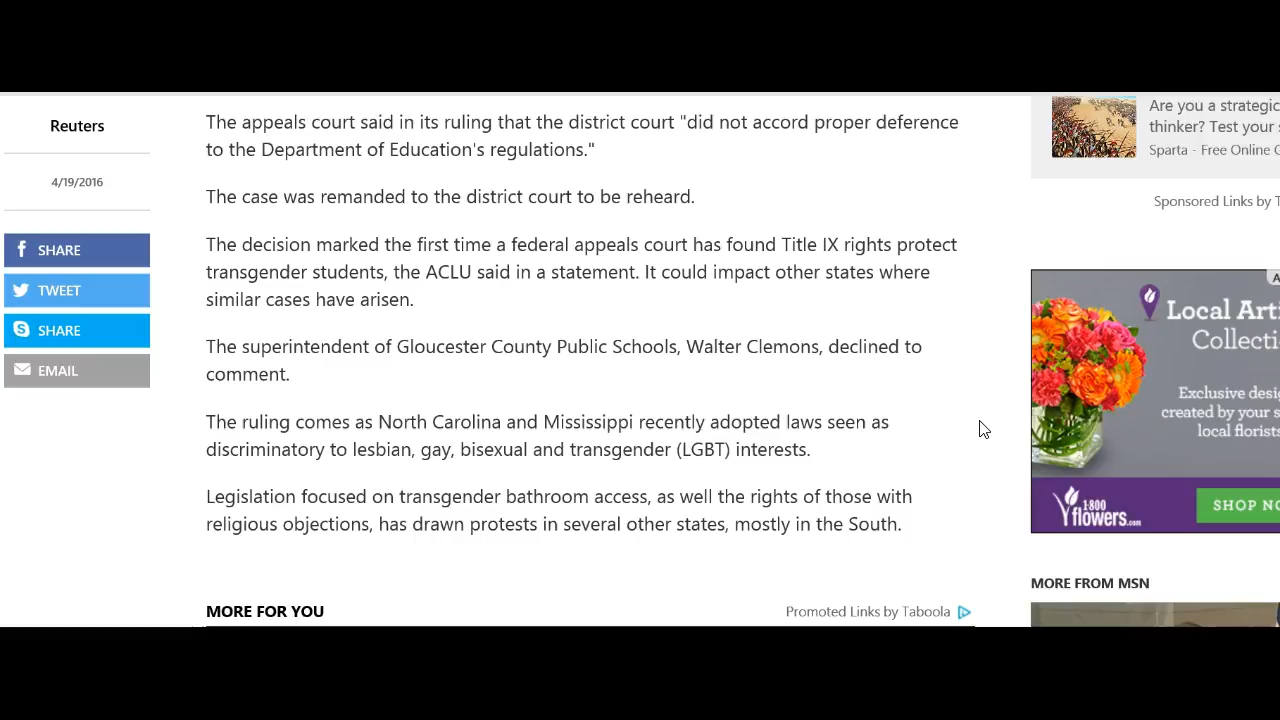 Reuters
4/19/2016
SHARE
TWEET
SHARE
EMAIL
The appeals court said in its ruling that the district court "did not accord proper deference
to the Department of Education's regulations."
The case was remanded to the district court to be reheard.
The decision marked the first time a federal appeals court has found Title IX rights protect
transgender students, the ACLU said in a statement. It could impact other states where
similar cases have arisen.
The superintendent of Gloucester County Public Schools, Walter Clemons, declined to
comment.
The ruling comes as North Carolina and Mississippi recently adopted laws seen as
discriminatory to lesbian, gay, bisexual and transgender (LGBT) interests.
Legislation focused on transgender bathroom access, as well the rights of those with
religious objections, has drawn protests in several other states, mostly in the South.
MORE FOR YOU
Promoted Links by Taboola
Are you a strategic
thinker? Test your
Sparta - Free Online
Sponsored Links by
Local
Exclusive
created by your
local florists
1·800
flowers.com
SHOP
MORE FROM MSN